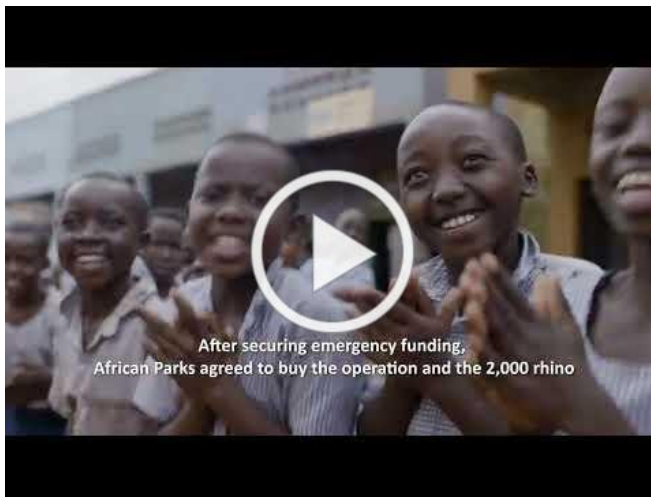 After securing emergency funding,
African Parks agreed to buy the operation and the 2,000 rhino